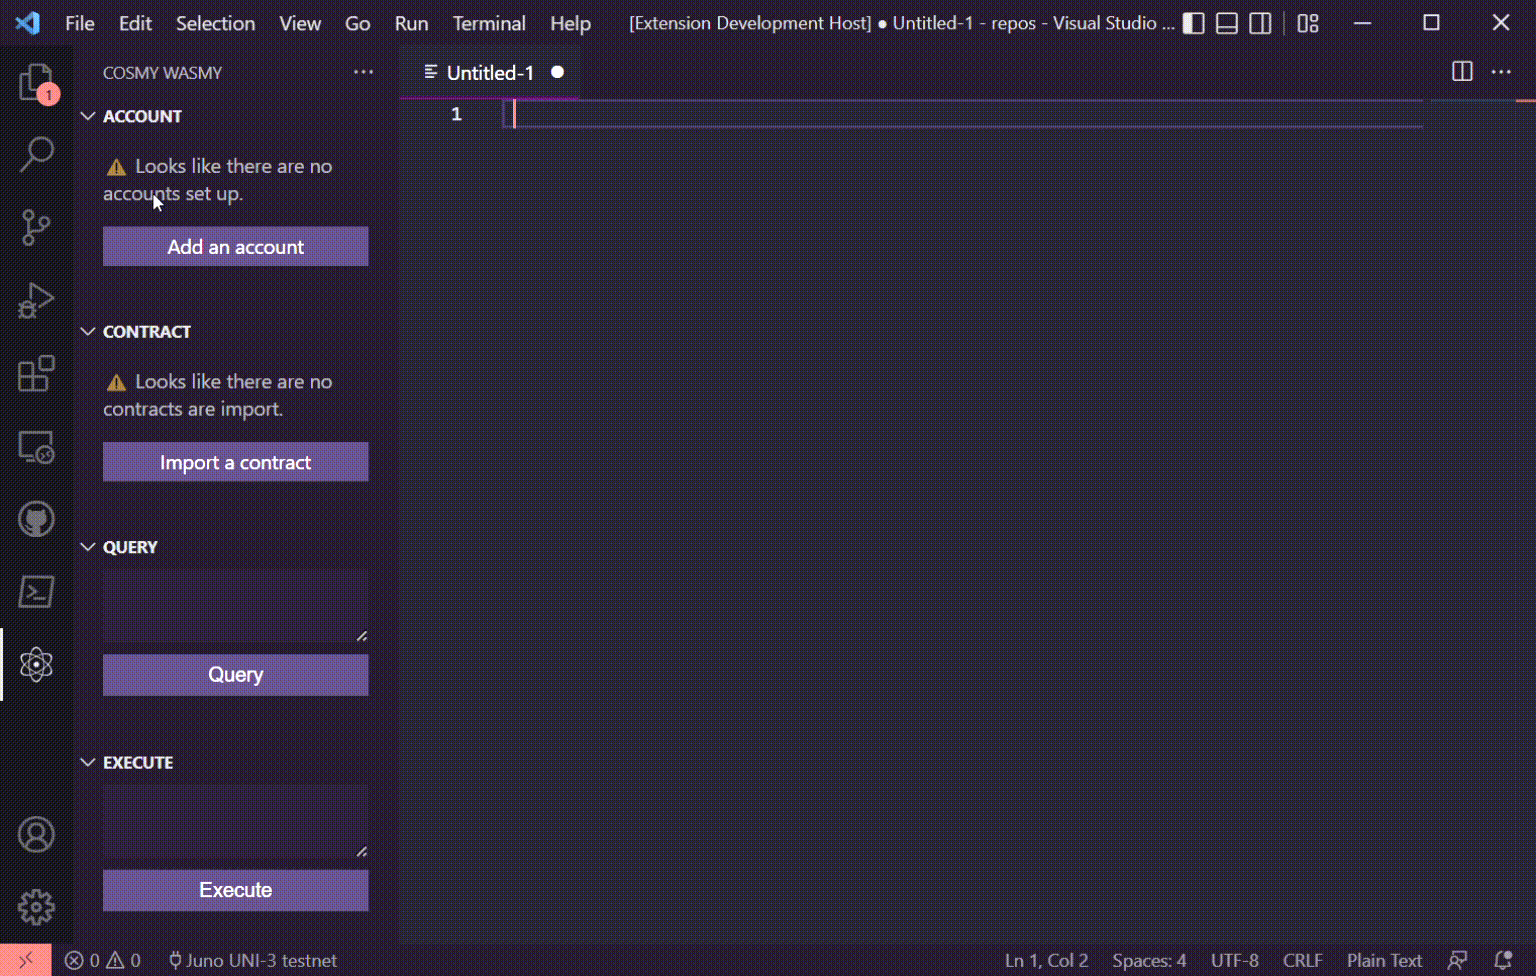 File Edit Selection View Go Run Terminal Help [Extension Development Host] ● Untitled-1 - repos - Visual Studio ...
COSMY WASMY
Untitled-1
1
1
ACCOUNT
Looks like there are no
accounts set up.
Add an account
CONTRACT
Looks like there are no
contracts are import.
Import a contract
QUERY
Query
EXECUTE
Execute
0 0 Juno UNI-3 testnet Ln 1, Col 2 Spaces: 4 UTF-8 CRLF Plain Text